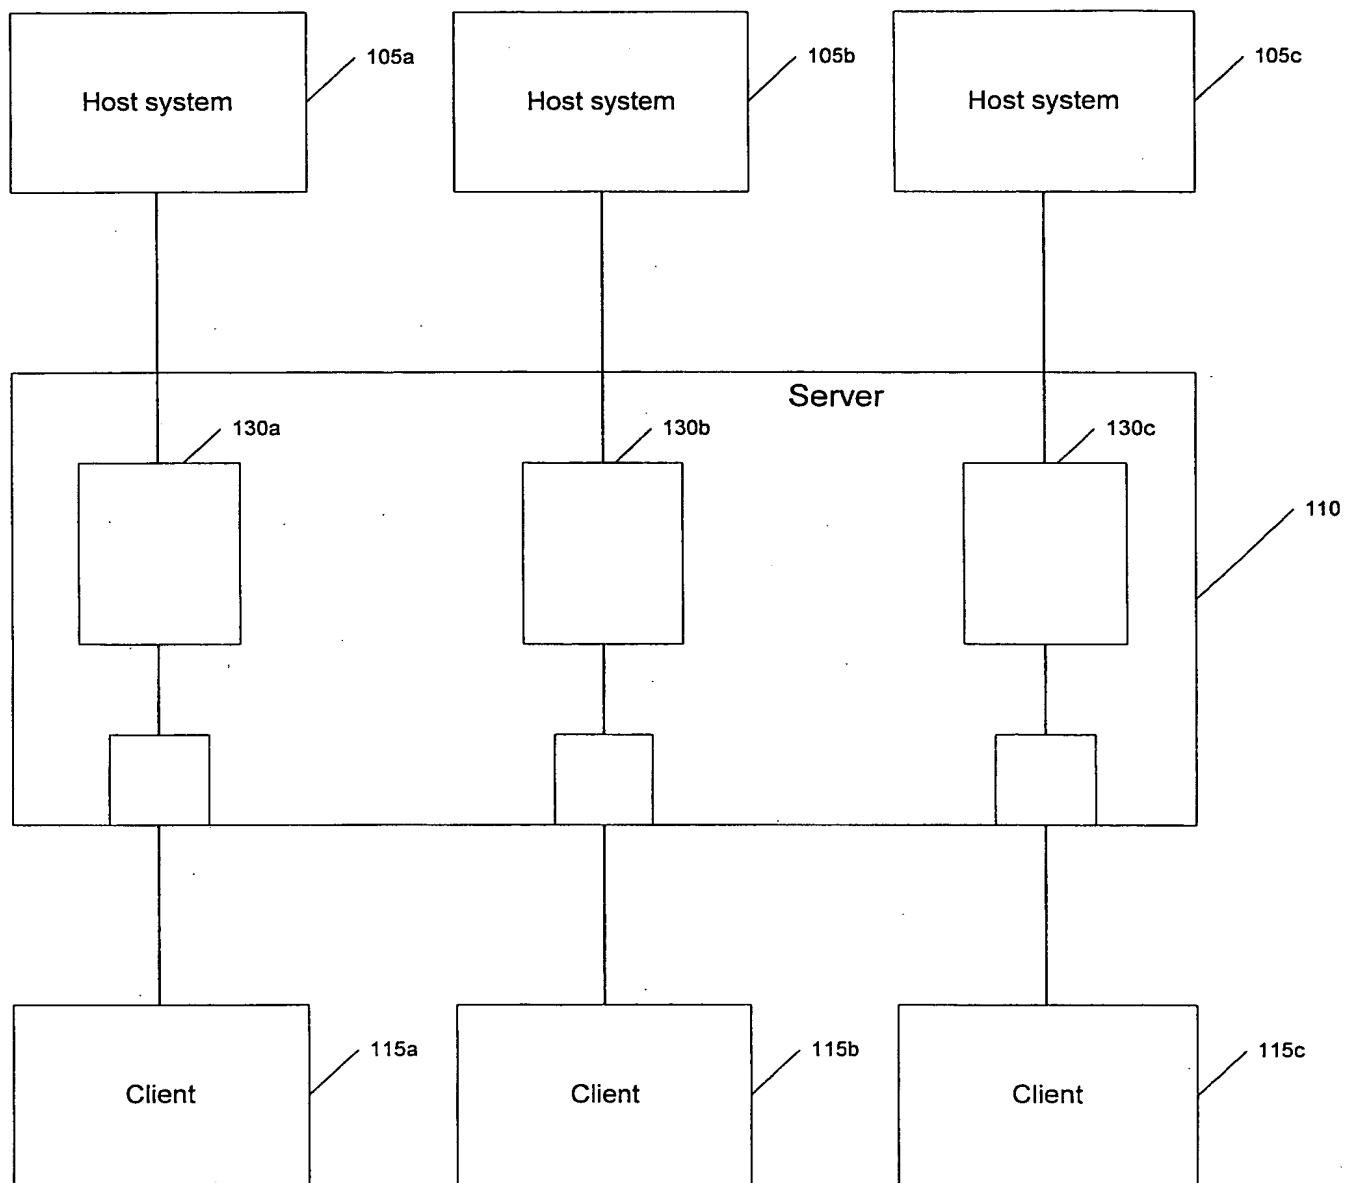 105a
105b
105c
Host system
Host system
Host system
Server
130a
130b
130c
110
115a
115b
115c
Client
Client
Client